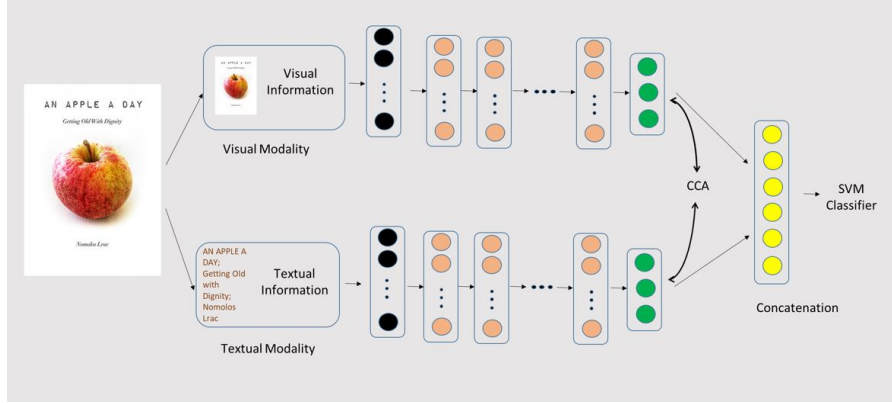 AN APPLE A DAY
Getting Old With Dignity
Nomolos Lrac
Visual
Information
Visual Modality
AN APPLE A
DAY;
Getting Old
with
Dignity;
Nomolos
Lrac
Textual
Information
Textual Modality
CCA
SVM
Classifier
Concatenation